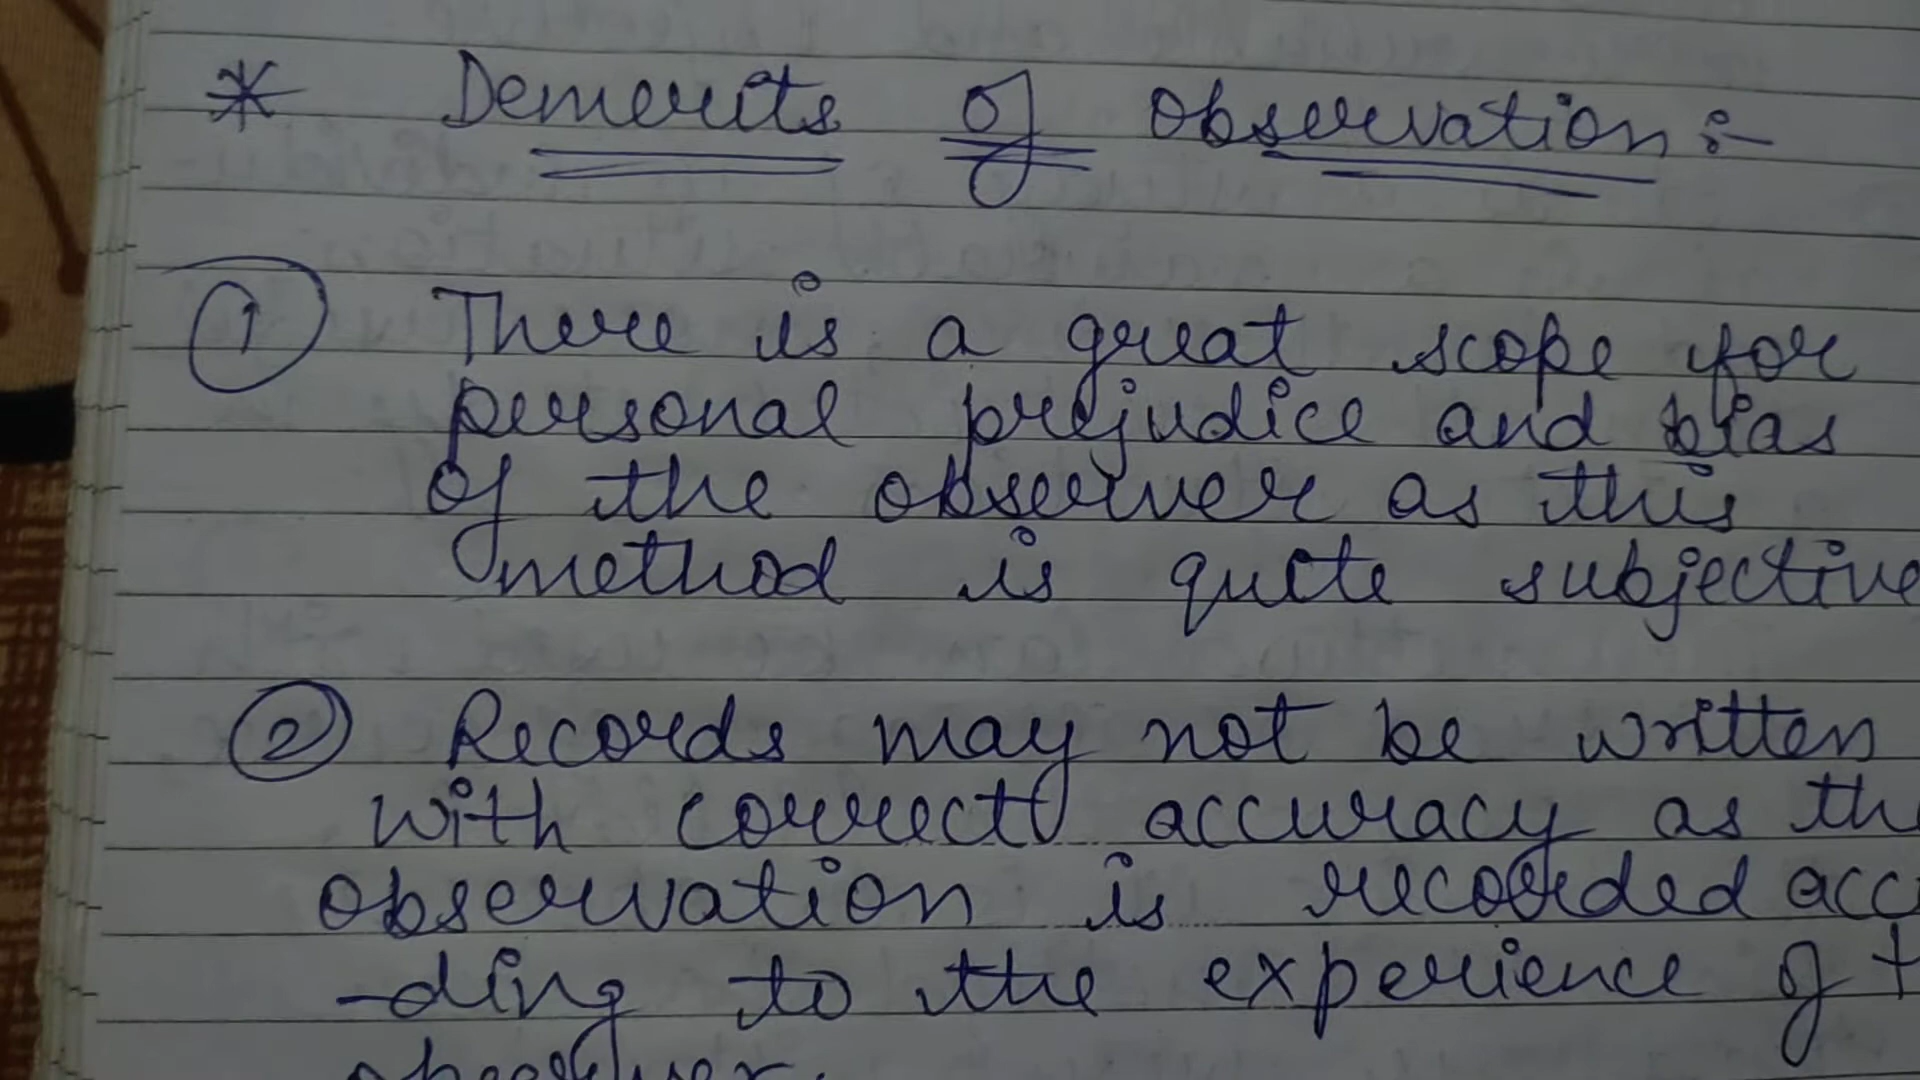 * Demerits of observation :-
① There is a great scope for
personal prejudice and bias
of the observer as this
method is quite subjective
② Records may not be written
with correct accuracy as th
observation is recorded acc
-ding to the experience of t
observer.